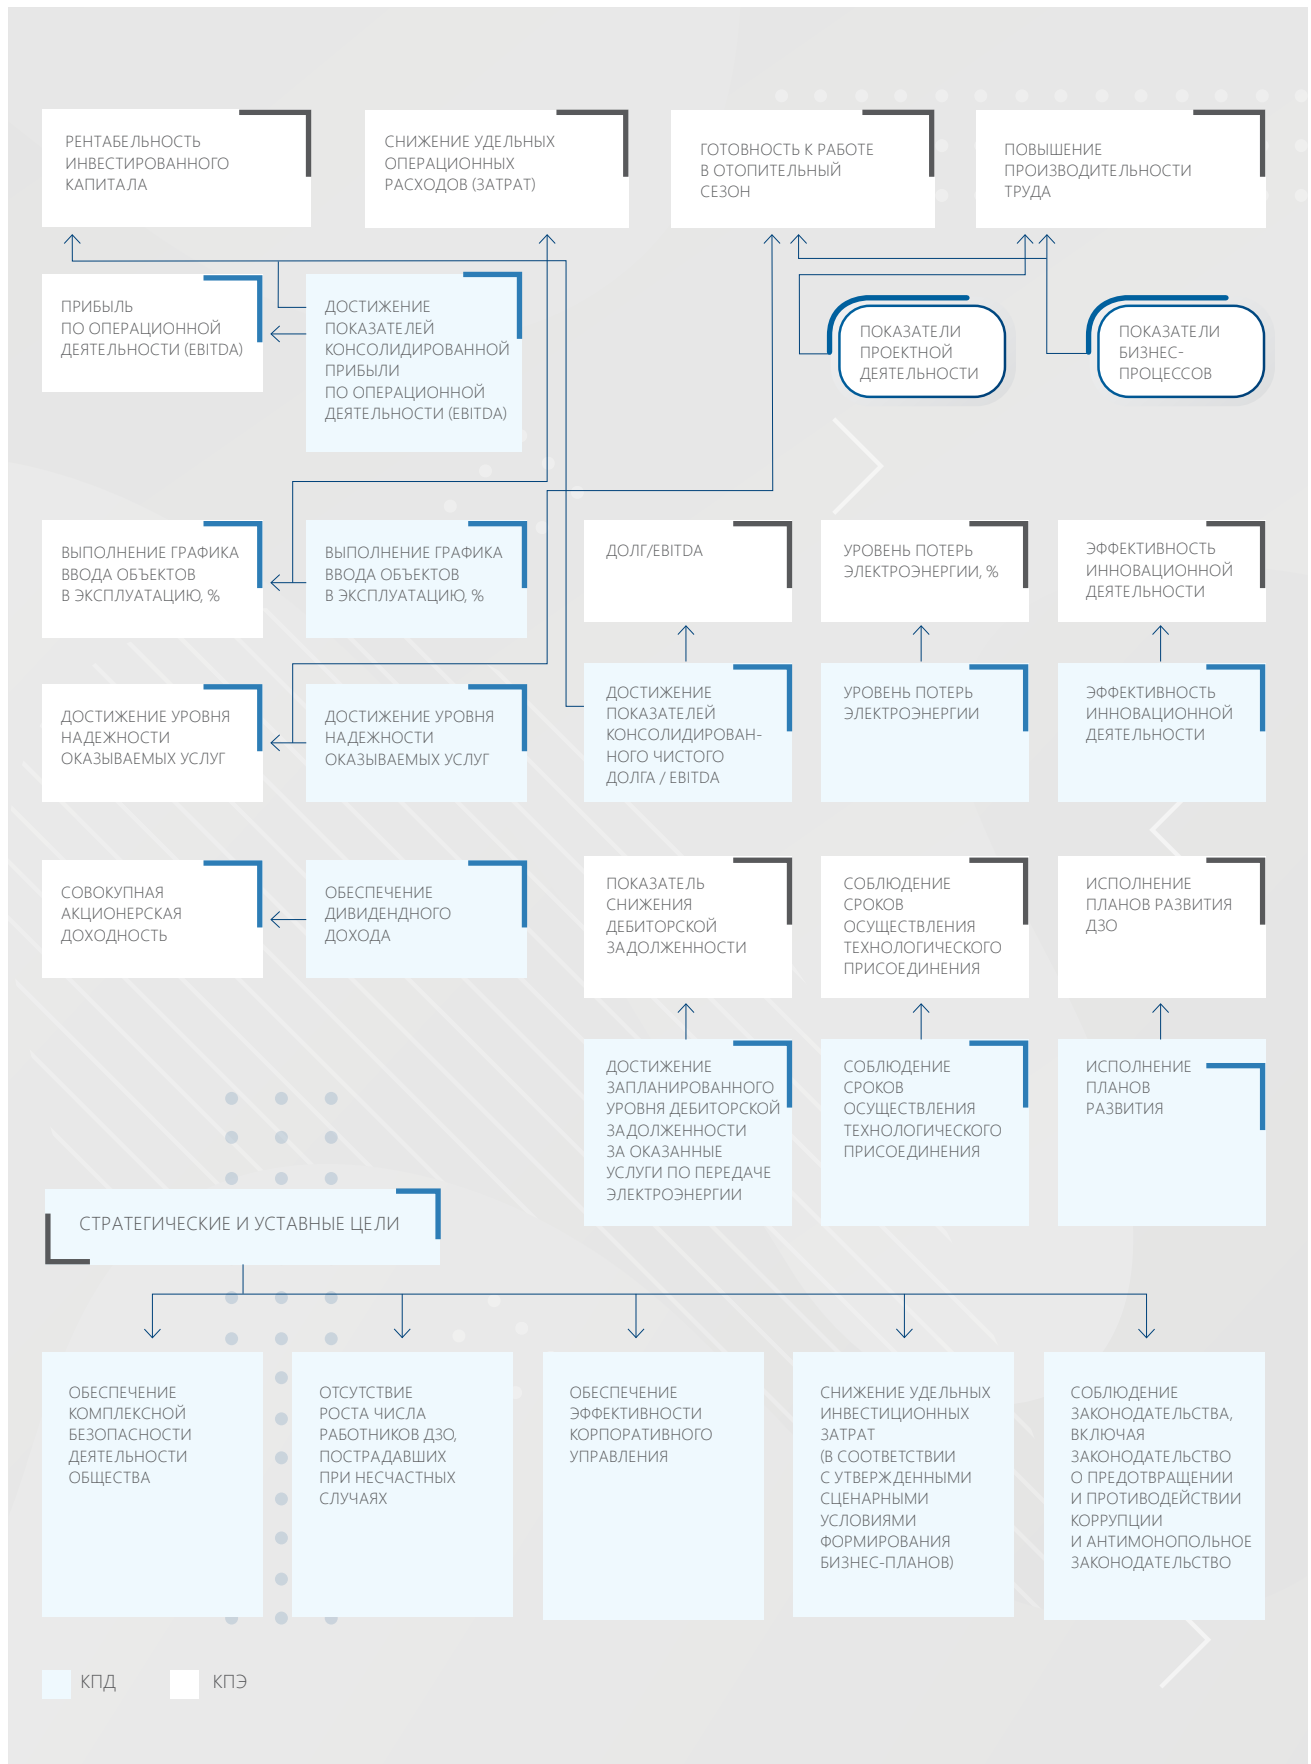 РЕНТАБЕЛЬНОСТЬ
ИНВЕСТИРОВАННОГО
КАПИТАЛА
СНИЖЕНИЕ УДЕЛЬНЫХ
ОПЕРАЦИОННЫХ
РАСХОДОВ (ЗАТРАТ)
ГОТОВНОСТЬ К РАБОТЕ
В ОТОПИТЕЛЬНЫЙ
СЕЗОН
ПОВЫШЕНИЕ
ПРОИЗВОДИТЕЛЬНОСТИ
ТРУДА
ПРИБЫЛЬ
ПО ОПЕРАЦИОННОЙ
ДЕЯТЕЛЬНОСТИ (EBITDA)
ДОСТИЖЕНИЕ
ПОКАЗАТЕЛЕЙ
КОНСОЛИДИРОВАННОЙ
ПРИБЫЛИ
ПО ОПЕРАЦИОННОЙ
ДЕЯТЕЛЬНОСТИ (EBITDA)
ПОКАЗАТЕЛИ
ПРОЕКТНОЙ
ДЕЯТЕЛЬНОСТИ
ПОКАЗАТЕЛИ
БИЗНЕС-
ПРОЦЕССОВ
ВЫПОЛНЕНИЕ ГРАФИКА
ВВОДА ОБЪЕКТОВ
В ЭКСПЛУАТАЦИЮ, %
ВЫПОЛНЕНИЕ ГРАФИКА
ВВОДА ОБЪЕКТОВ
В ЭКСПЛУАТАЦИЮ, %
ДОЛГ/EBITDA
УРОВЕНЬ ПОТЕРЬ
ЭЛЕКТРОЭНЕРГИИ, %
ЭФФЕКТИВНОСТЬ
ИННОВАЦИОННОЙ
ДЕЯТЕЛЬНОСТИ
ДОСТИЖЕНИЕ УРОВНЯ
НАДЕЖНОСТИ
ОКАЗЫВАЕМЫХ УСЛУГ
ДОСТИЖЕНИЕ УРОВНЯ
НАДЕЖНОСТИ
ОКАЗЫВАЕМЫХ УСЛУГ
ДОСТИЖЕНИЕ
ПОКАЗАТЕЛЕЙ
КОНСОЛИДИРОВАН-
НОГО ЧИСТОГО
ДОЛГА / EBITDA
УРОВЕНЬ ПОТЕРЬ
ЭЛЕКТРОЭНЕРГИИ
ЭФФЕКТИВНОСТЬ
ИННОВАЦИОННОЙ
ДЕЯТЕЛЬНОСТИ
СОВОКУПНАЯ
АКЦИОНЕРСКАЯ
ДОХОДНОСТЬ
ОБЕСПЕЧЕНИЕ
ДИВИДЕНДНОГО
ДОХОДА
ПОКАЗАТЕЛЬ
СНИЖЕНИЯ
ДЕБИТОРСКОЙ
ЗАДОЛЖЕННОСТИ
СОБЛЮДЕНИЕ
СРОКОВ
ОСУЩЕСТВЛЕНИЯ
ТЕХНОЛОГИЧЕСКОГО
ПРИСОЕДИНЕНИЯ
ИСПОЛНЕНИЕ
ПЛАНОВ РАЗВИТИЯ
ДЗО
ДОСТИЖЕНИЕ
ЗАПЛАНИРОВАННОГО
УРОВНЯ ДЕБИТОРСКОЙ
ЗАДОЛЖЕННОСТИ
ЗА ОКАЗАННЫЕ
УСЛУГИ ПО ПЕРЕДАЧЕ
ЭЛЕКТРОЭНЕРГИИ
СОБЛЮДЕНИЕ
СРОКОВ
ОСУЩЕСТВЛЕНИЯ
ТЕХНОЛОГИЧЕСКОГО
ПРИСОЕДИНЕНИЯ
ИСПОЛНЕНИЕ
ПЛАНОВ
РАЗВИТИЯ
СТРАТЕГИЧЕСКИЕ И УСТАВНЫЕ ЦЕЛИ
ОБЕСПЕЧЕНИЕ
КОМПЛЕКСНОЙ
БЕЗОПАСНОСТИ
ДЕЯТЕЛЬНОСТИ
ОБЩЕСТВА
ОТСУТСТВИЕ
РОСТА ЧИСЛА
РАБОТНИКОВ ДЗО,
ПОСТРАДАВШИХ
ПРИ НЕСЧАСТНЫХ
СЛУЧАЯХ
ОБЕСПЕЧЕНИЕ
ЭФФЕКТИВНОСТИ
КОРПОРАТИВНОГО
УПРАВЛЕНИЯ
СНИЖЕНИЕ УДЕЛЬНЫХ
ИНВЕСТИЦИОННЫХ
ЗАТРАТ
(В СООТВЕТСТВИИ
С УТВЕРЖДЕННЫМИ
СЦЕНАРНЫМИ
УСЛОВИЯМИ
ФОРМИРОВАНИЯ
БИЗНЕС-ПЛАНОВ)
СОБЛЮДЕНИЕ
ЗАКОНОДАТЕЛЬСТВА,
ВКЛЮЧАЯ
ЗАКОНОДАТЕЛЬСТВО
О ПРЕДОТВРАЩЕНИИ
И ПРОТИВОДЕЙСТВИИ
КОРРУПЦИИ
И АНТИМОНОПОЛЬНОЕ
ЗАКОНОДАТЕЛЬСТВО
КПД
КПЭ